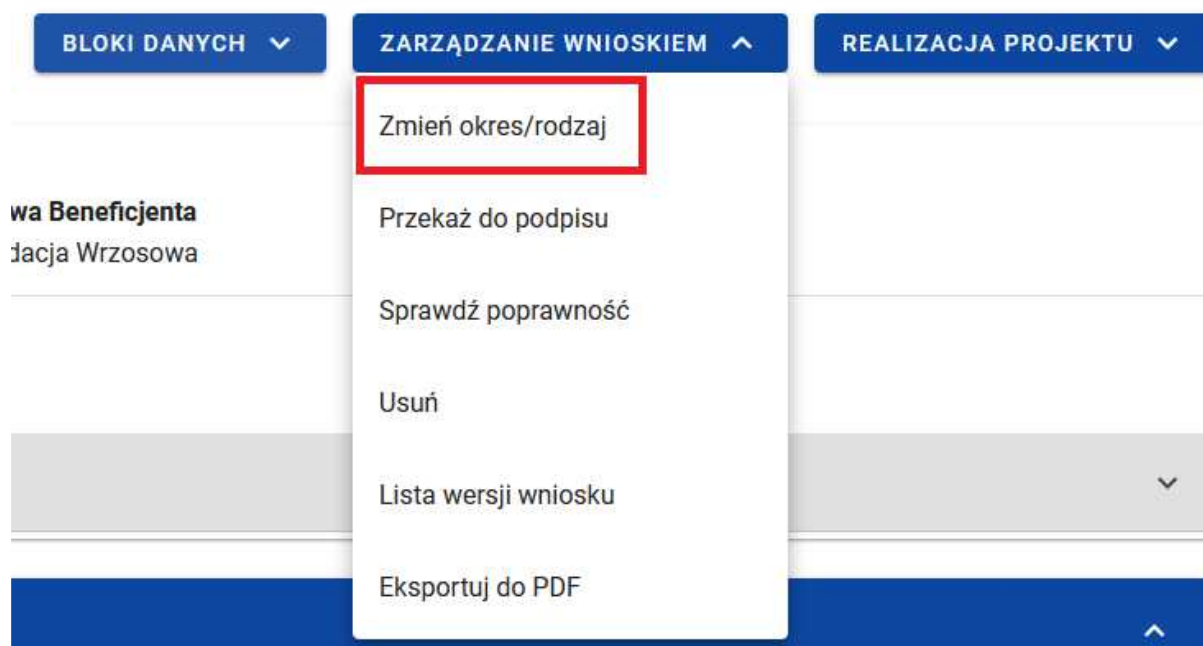 BLOKI DANYCH
ZARZĄDZANIE WNIOSKIEM
REALIZACJA PROJEKTU
Zmień okres/rodzaj
wa Beneficjenta
dacja Wrzosowa
Przekaż do podpisu
Sprawdź poprawność
Usuń
Lista wersji wniosku
Eksportuj do PDF